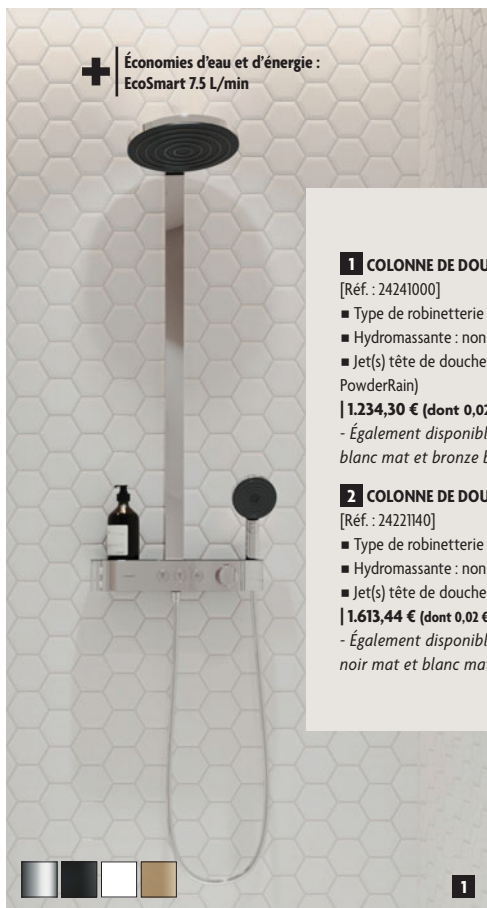 Économies d'eau et d'énergie :
EcoSmart 7.5 L/min
1 COLONNE DE DOU
[Réf. : 24241000]
▪ Type de robinetterie
▪ Hydromassante : non
▪ Jet(s) tête de douche
PowderRain)
| 1.234,30 € (dont 0,02
- Également disponibl
blanc mat et bronze b
2 COLONNE DE DOU
[Réf. : 24221140]
▪ Type de robinetterie
▪ Hydromassante : non
▪ Jet(s) tête de douche
| 1.613,44 € (dont 0,02 €
- Également disponibl
noir mat et blanc ma
1